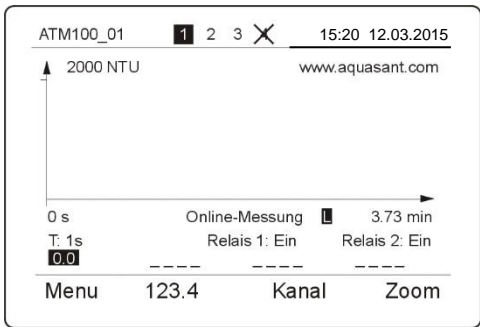 ATM100_01 1 2 3 4 15:20 12.03.2015
2000 NTU www.aquasant.com
0 s Online-Messung L 3.73 min
T: 1s Relais 1: Ein Relais 2: Ein
0.0 ---- ---- ----
Menu 123.4 Kanal Zoom